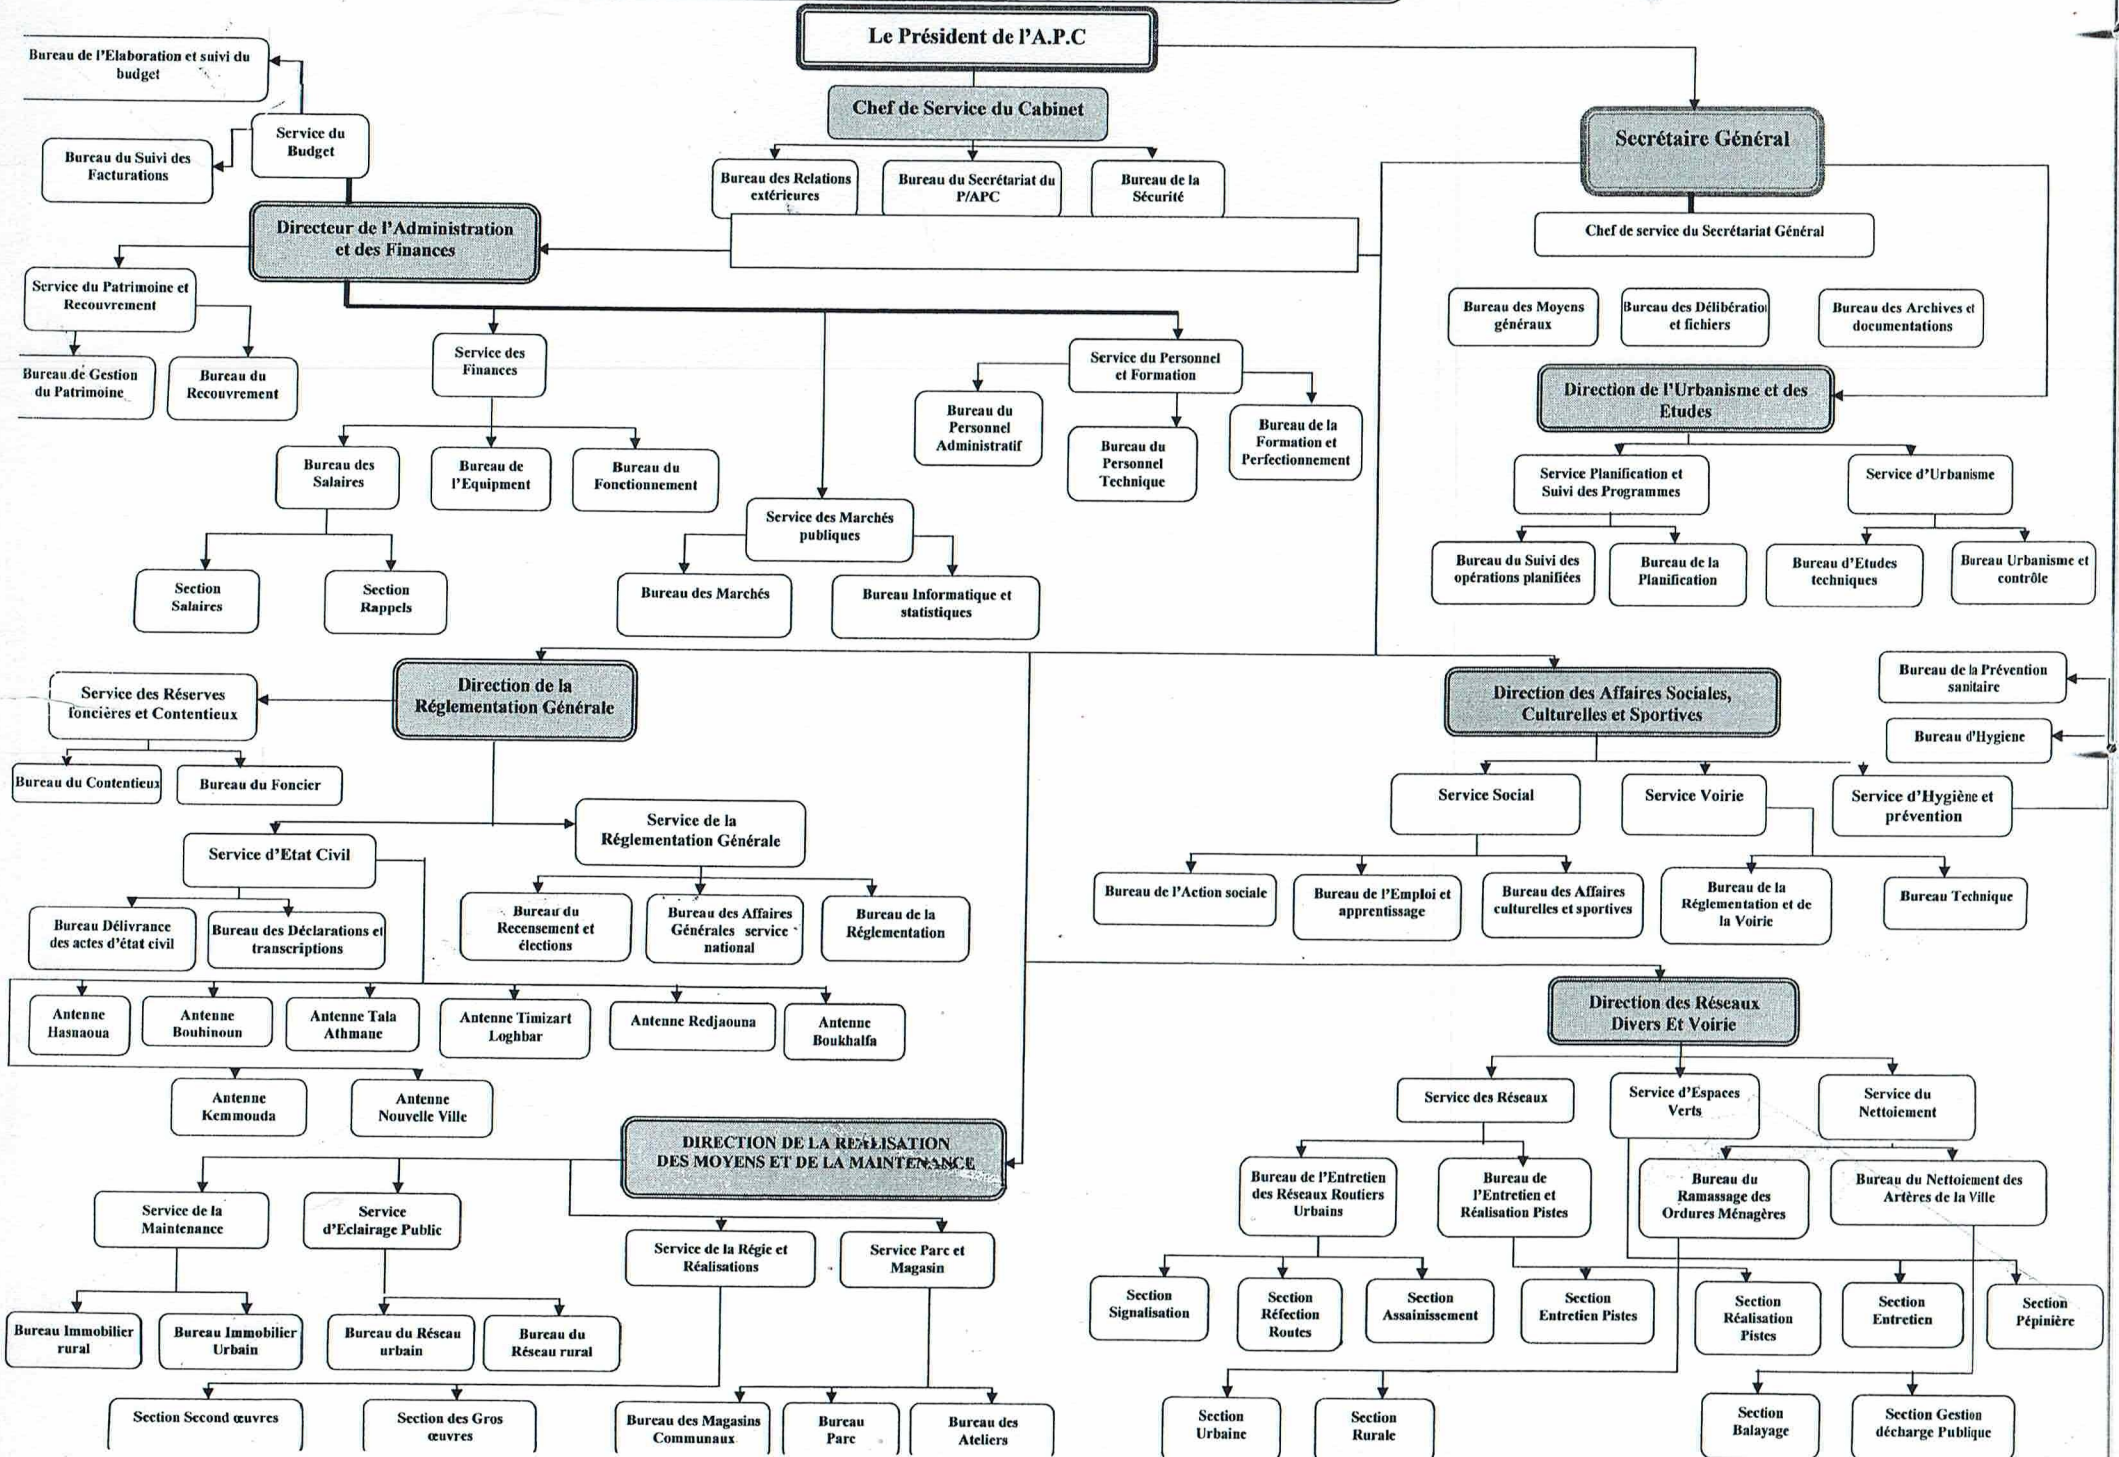 Le Président de l'A.P.C
Bureau de l'Elaboration et suivi du
budget
Chef de Service du Cabinet
Service du
Budget
Secrétaire Général
Bureau du Suivi des
Facturations
Bureau des Relations
extérieures
Bureau du Secrétariat du
P/APC
Bureau de la
Sécurité
Directeur de l'Administration
et des Finances
Chef de service du Secrétariat Général
Service du Patrimoine et
Recouvrement
Bureau des Moyens
généraux
Bureau des Délibératio
et fichiers
Bureau des Archives et
documentations
Bureau de Gestion
du Patrimoine
Bureau du
Recouvrement
Service des
Finances
Service du Personnel
et Formation
Direction de l'Urbanisme et des
Etudes
Bureau du
Personnel
Administratif
Bureau du
Personnel
Technique
Bureau de la
Formation et
Perfectionnement
Bureau des
Salaires
Bureau de
l'Equipment
Bureau du
Fonctionnement
Service Planification et
Suivi des Programmes
Service d'Urbanisme
Service des Marchés
publiques
Bureau du Suivi des
opérations planifiées
Bureau de la
Planification
Bureau d'Etudes
techniques
Bureau Urbanisme et
contrôle
Section
Salaires
Section
Rappels
Bureau des Marchés
Bureau Informatique et
statistiques
Service des Réserves
foncières et Contentieux
Direction de la
Réglementation Générale
Direction des Affaires Sociales,
Culturelles et Sportives
Bureau de la Prévention
sanitaire
Bureau d'Hygiene
Bureau du Contentieux
Bureau du Foncier
Service Social
Service Voirie
Service d'Hygiène et
prévention
Service d'Etat Civil
Service de la
Réglementation Générale
Bureau de l'Action sociale
Bureau de l'Emploi et
apprentissage
Bureau des Affaires
culturelles et sportives
Bureau de la
Réglementation et de
la Voirie
Bureau Technique
Bureau Délivrance
des actes d'état civil
Bureau des Déclarations et
transcriptions
Bureau du
Recensement et
élections
Bureau des Affaires
Générales service
national
Bureau de la
Réglementation
Antenne
Hasnaoua
Antenne
Bouhinoun
Antenne Tala
Athmane
Antenne Timizart
Loghbar
Antenne Redjaouna
Antenne
Boukhalfa
Direction des Réseaux
Divers Et Voirie
Antenne
Kemmouda
Antenne
Nouvelle Ville
Service des Réseaux
Service d'Espaces
Verts
Service du
Nettoiement
DIRECTION DE LA REALISATION
DES MOYENS ET DE LA MAINTENANCE
Bureau de l'Entretien
des Réseaux Routiers
Urbains
Bureau de
l'Entretien et
Réalisation Pistes
Bureau du
Ramassage des
Ordures Ménagères
Bureau du Nettoiement des
Artères de la Ville
Service de la
Maintenance
Service
d'Eclairage Public
Service de la Régie et
Réalisations
Service Parc et
Magasin
Section
Signalisation
Section
Réfection
Routes
Section
Assainissement
Section
Entretien Pistes
Section
Réalisation
Pistes
Section
Entretien
Section
Pépinière
Bureau Immobilier
rural
Bureau Immobilier
Urbain
Bureau du Réseau
urbain
Bureau du
Réseau rural
Section Second œuvres
Section des Gros
œuvres
Bureau des Magasins
Communaux
Bureau
Parc
Bureau des
Ateliers
Section
Urbaine
Section
Rurale
Section
Balayage
Section Gestion
décharge Publique